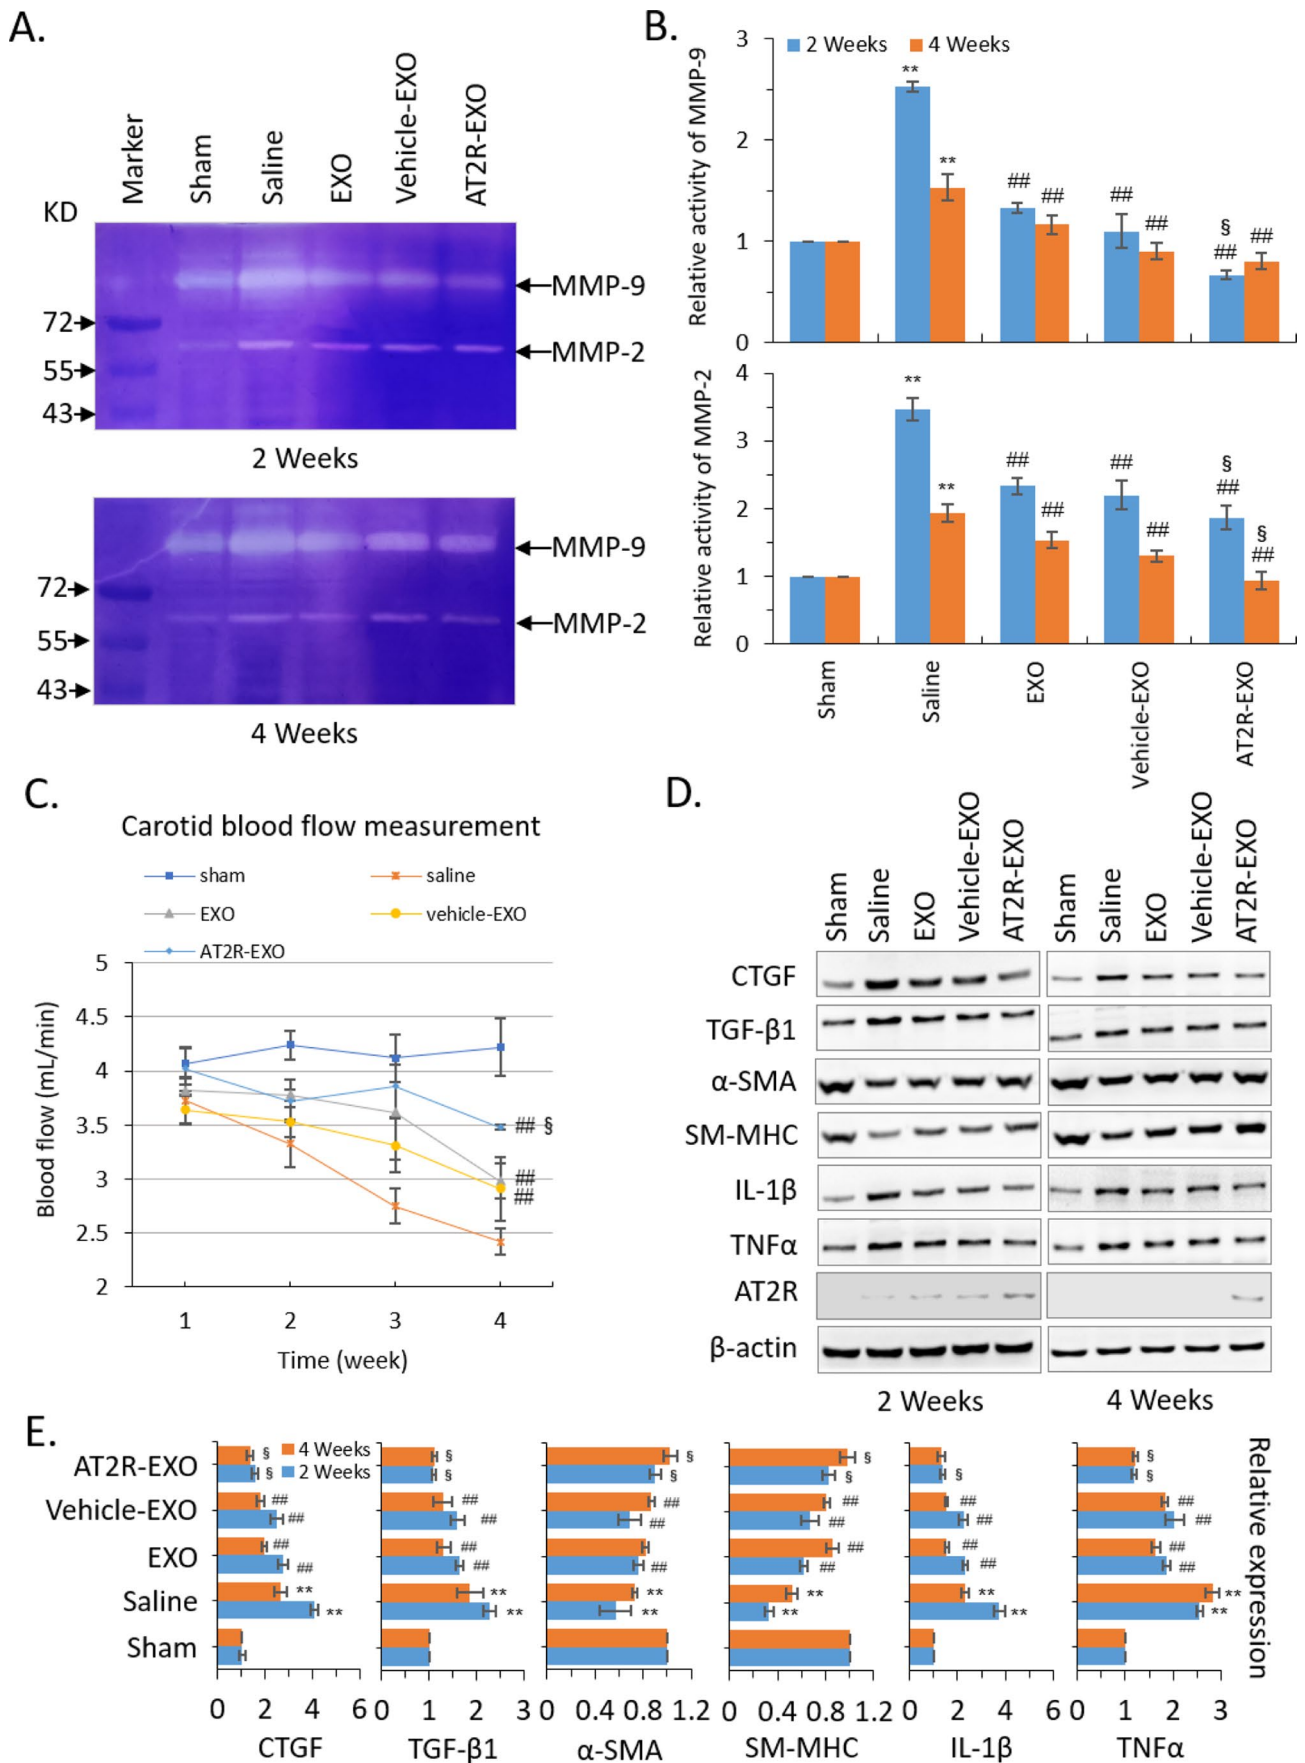 A.
Marker
Sham
Saline
EXO
Vehicle-EXO
AT2R-EXO
KD
MMP-9
72
MMP-2
55
43
2 Weeks
MMP-9
72
MMP-2
55
43
4 Weeks
B.
2 Weeks 4 Weeks
Relative activity of MMP-9
3
2
1
0
** ** ## ## ## ## § ## ##
Relative activity of MMP-2
4
3
2
1
0
** ** ## ## ## ## § ## § ##
Sham
Saline
EXO
Vehicle-EXO
AT2R-EXO
C.
Carotid blood flow measurement
sham saline
EXO vehicle-EXO
AT2R-EXO
Blood flow (mL/min)
5
4.5
4
3.5
3
2.5
2
## §
##
##
1 2 3 4
Time (week)
D.
Sham Saline EXO Vehicle-EXO AT2R-EXO Sham Saline EXO Vehicle-EXO AT2R-EXO
CTGF
TGF-β1
α-SMA
SM-MHC
IL-1β
TNFα
AT2R
β-actin
2 Weeks 4 Weeks
E.
4 Weeks
2 Weeks
AT2R-EXO § § § § § §
§ § § § § §
Vehicle-EXO ## ## ## ## ## ##
## ## ## ## ## ##
EXO ## ## ## ## ##
## ## ## ## ## ##
Saline ** ** ** ** ** **
** ** ** ** ** **
Sham
Relative expression
0 2 4 6 0 1 2 3 0 0.4 0.8 1.2 0 0.4 0.8 1.2 0 2 4 6 0 1 2 3
CTGF TGF-β1 α-SMA SM-MHC IL-1β TNFα